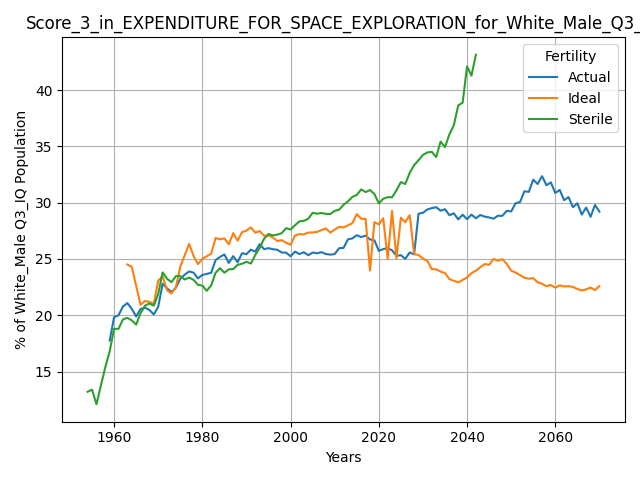 Score_3_in_EXPENDITURE_FOR_SPACE_EXPLORATION_for_White_Male_Q3_
Fertility
Actual
Ideal
Sterile
% of White_Male Q3_IQ Population
40
35
30
25
20
15
1960 1980 2000 2020 2040 2060
Years